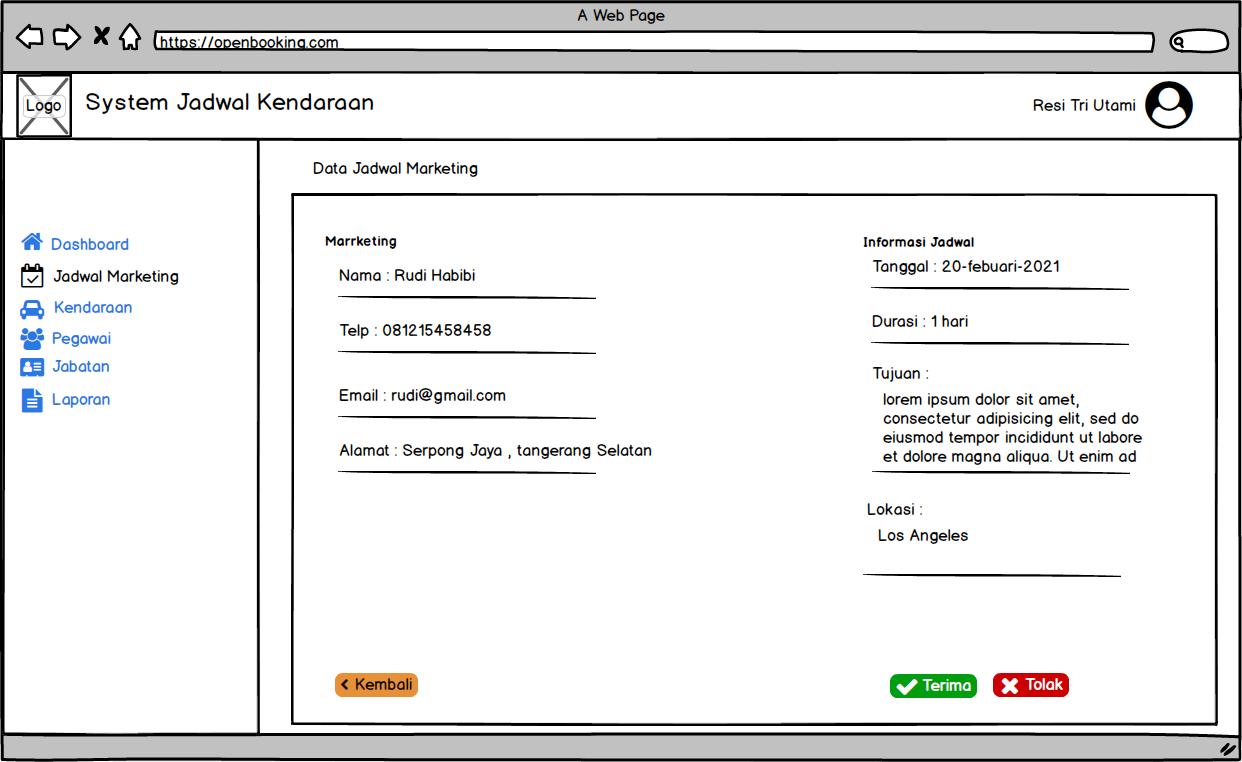 A Web Page
https://openbooking.com
Logo
System Jadwal Kendaraan
Resi Tri Utami
Data Jadwal Marketing
Dashboard
Jadwal Marketing
Kendaraan
Pegawai
Jabatan
Laporan
Marrketing
Nama : Rudi Habibi
Telp : 081215458458
Email : rudi@gmail.com
Alamat : Serpong Jaya , tangerang Selatan
Informasi Jadwal
Tanggal : 20-febuari-2021
Durasi : 1 hari
Tujuan :
lorem ipsum dolor sit amet,
consectetur adipisicing elit, sed do
eiusmod tempor incididunt ut labore
et dolore magna aliqua. Ut enim ad
Lokasi :
Los Angeles
Kembali
Terima
Tolak